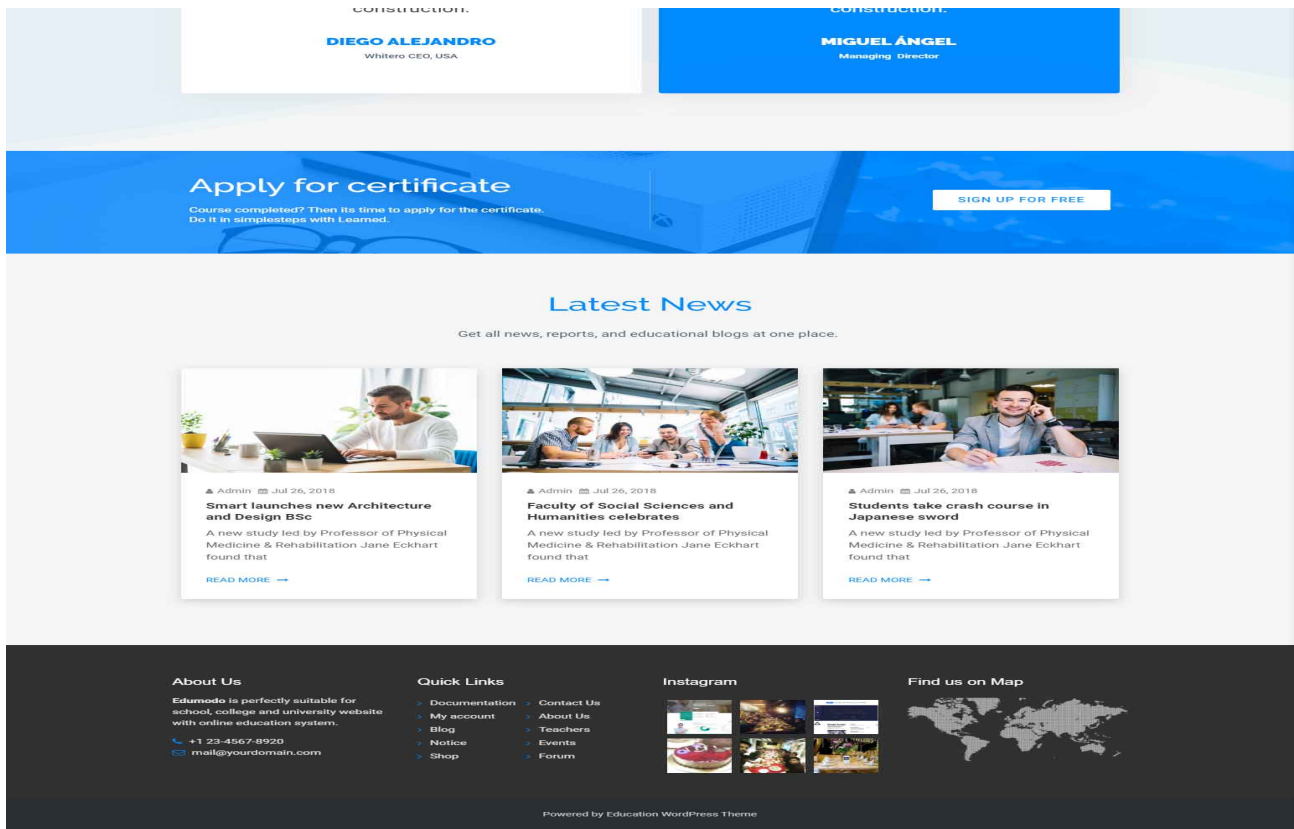 construction.
construction.
DIEGO ALEJANDRO
Whitero CEO, USA
MIGUEL ÁNGEL
Managing Director
Apply for certificate
Course completed? Then its time to apply for the certificate.
Do it in simplesteps with Learned.
SIGN UP FOR FREE
Latest News
Get all news, reports, and educational blogs at one place.
Admin Jul 26, 2018
Smart launches new Architecture
and Design BSc
A new study led by Professor of Physical
Medicine & Rehabilitation Jane Eckhart
found that
READ MORE →
Admin Jul 26, 2018
Faculty of Social Sciences and
Humanities celebrates
A new study led by Professor of Physical
Medicine & Rehabilitation Jane Eckhart
found that
READ MORE →
Admin Jul 26, 2018
Students take crash course in
Japanese sword
A new study led by Professor of Physical
Medicine & Rehabilitation Jane Eckhart
found that
READ MORE →
About Us
Edumodo is perfectly suitable for
school, college and university website
with online education system.
+1 23-4567-8920
mail@yourdomain.com
Quick Links
> Documentation
> My account
> Blog
> Notice
> Shop
> Contact Us
> About Us
> Teachers
> Events
> Forum
Instagram
Find us on Map
Powered by Education WordPress Theme